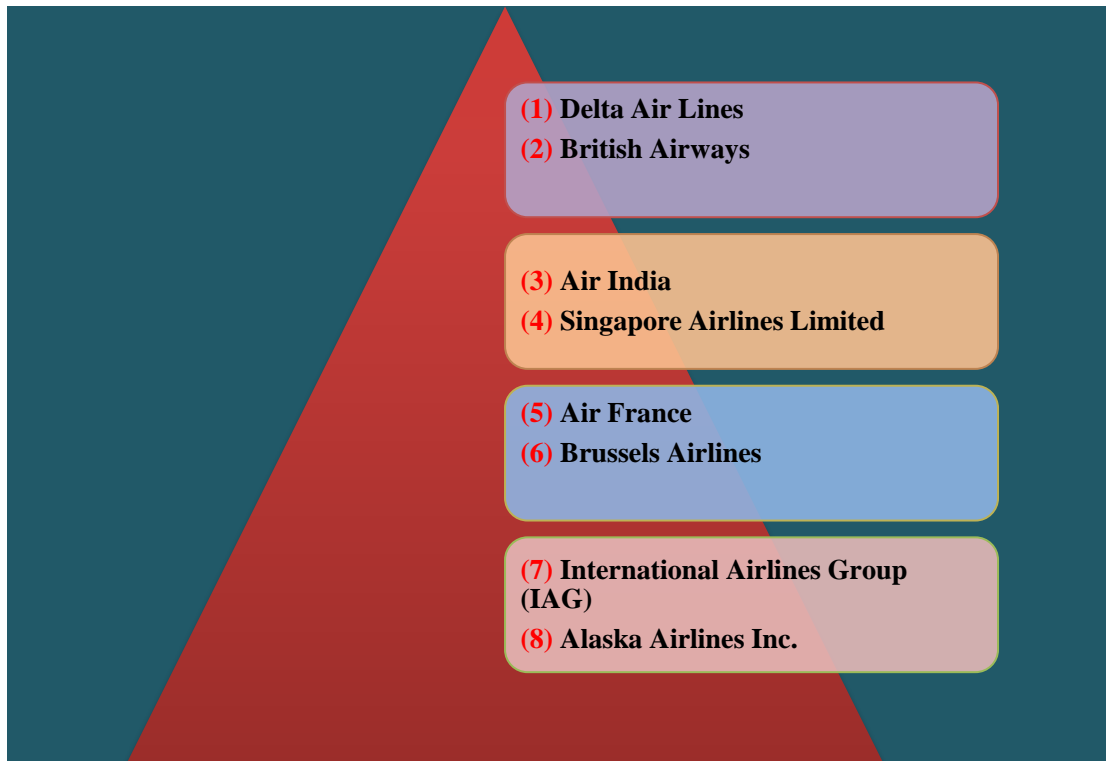 (1) Delta Air Lines
(2) British Airways
(3) Air India
(4) Singapore Airlines Limited
(5) Air France
(6) Brussels Airlines
(7) International Airlines Group
(IAG)
(8) Alaska Airlines Inc.